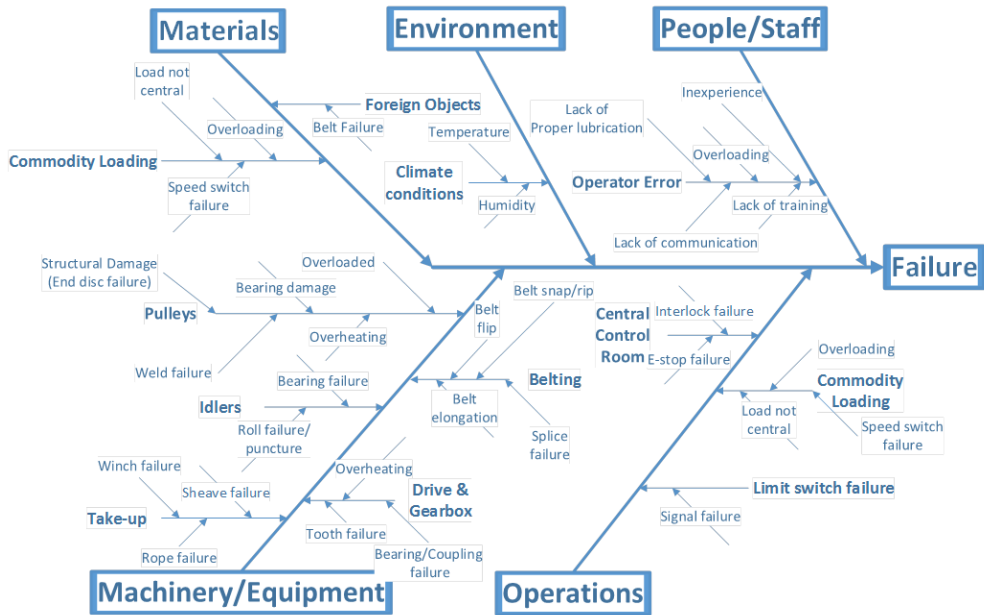 Materials
Environment
People/Staff
Load not
central
Overloading
Foreign Objects
Belt Failure
Commodity Loading
Speed switch
failure
Temperature
Climate
conditions
Humidity
Inexperience
Lack of
Proper lubrication
Overloading
Operator Error
Lack of training
Lack of communication
Failure
Structural Damage
(End disc failure)
Bearing damage
Overloaded
Pulleys
Overheating
Weld failure
Belt snap/rip
Belt
flip
Belting
Belt
elongation
Splice
failure
Bearing failure
Idlers
Roll failure/
puncture
Winch failure
Sheave failure
Take-up
Rope failure
Overheating
Drive &
Gearbox
Tooth failure
Bearing/Coupling
failure
Central
Control
Room
Interlock failure
E-stop failure
Overloading
Commodity
Loading
Load not
central
Speed switch
failure
Limit switch failure
Signal failure
Machinery/Equipment
Operations